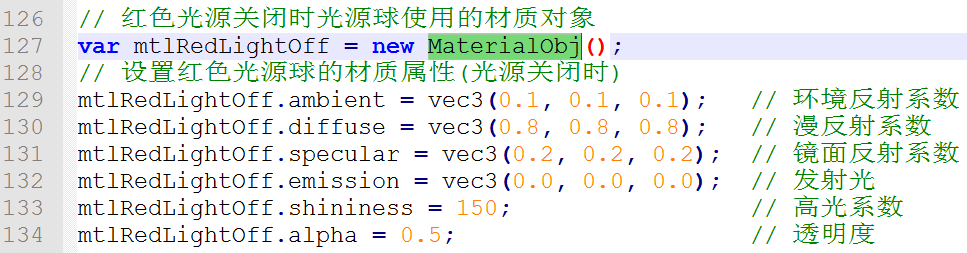 126 // 红色光源关闭时光源球使用的材质对象
127 var mtlRedLightOff = new MaterialObj();
128 // 设置红色光源球的材质属性(光源关闭时)
129 mtlRedLightOff.ambient = vec3(0.1, 0.1, 0.1); // 环境反射系数
130 mtlRedLightOff.diffuse = vec3(0.8, 0.8, 0.8); // 漫反射系数
131 mtlRedLightOff.specular = vec3(0.2, 0.2, 0.2); // 镜面反射系数
132 mtlRedLightOff.emission = vec3(0.0, 0.0, 0.0); // 发射光
133 mtlRedLightOff.shininess = 150; // 高光系数
134 mtlRedLightOff.alpha = 0.5; // 透明度